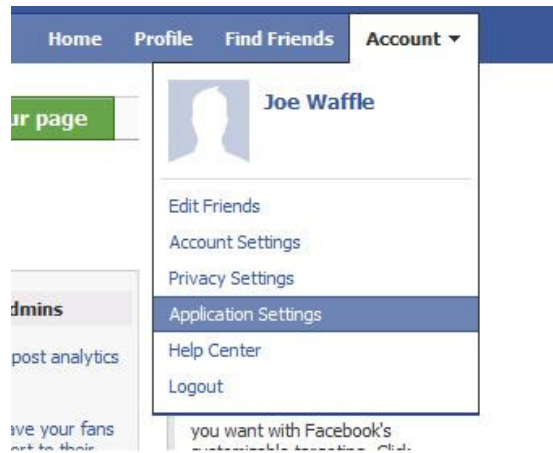 Home Profile Find Friends Account
Joe Waffle
ur page
Edit Friends
Account Settings
Privacy Settings
Application Settings
Help Center
Logout
dmins
post analytics
ave your fans
you want with Facebook's